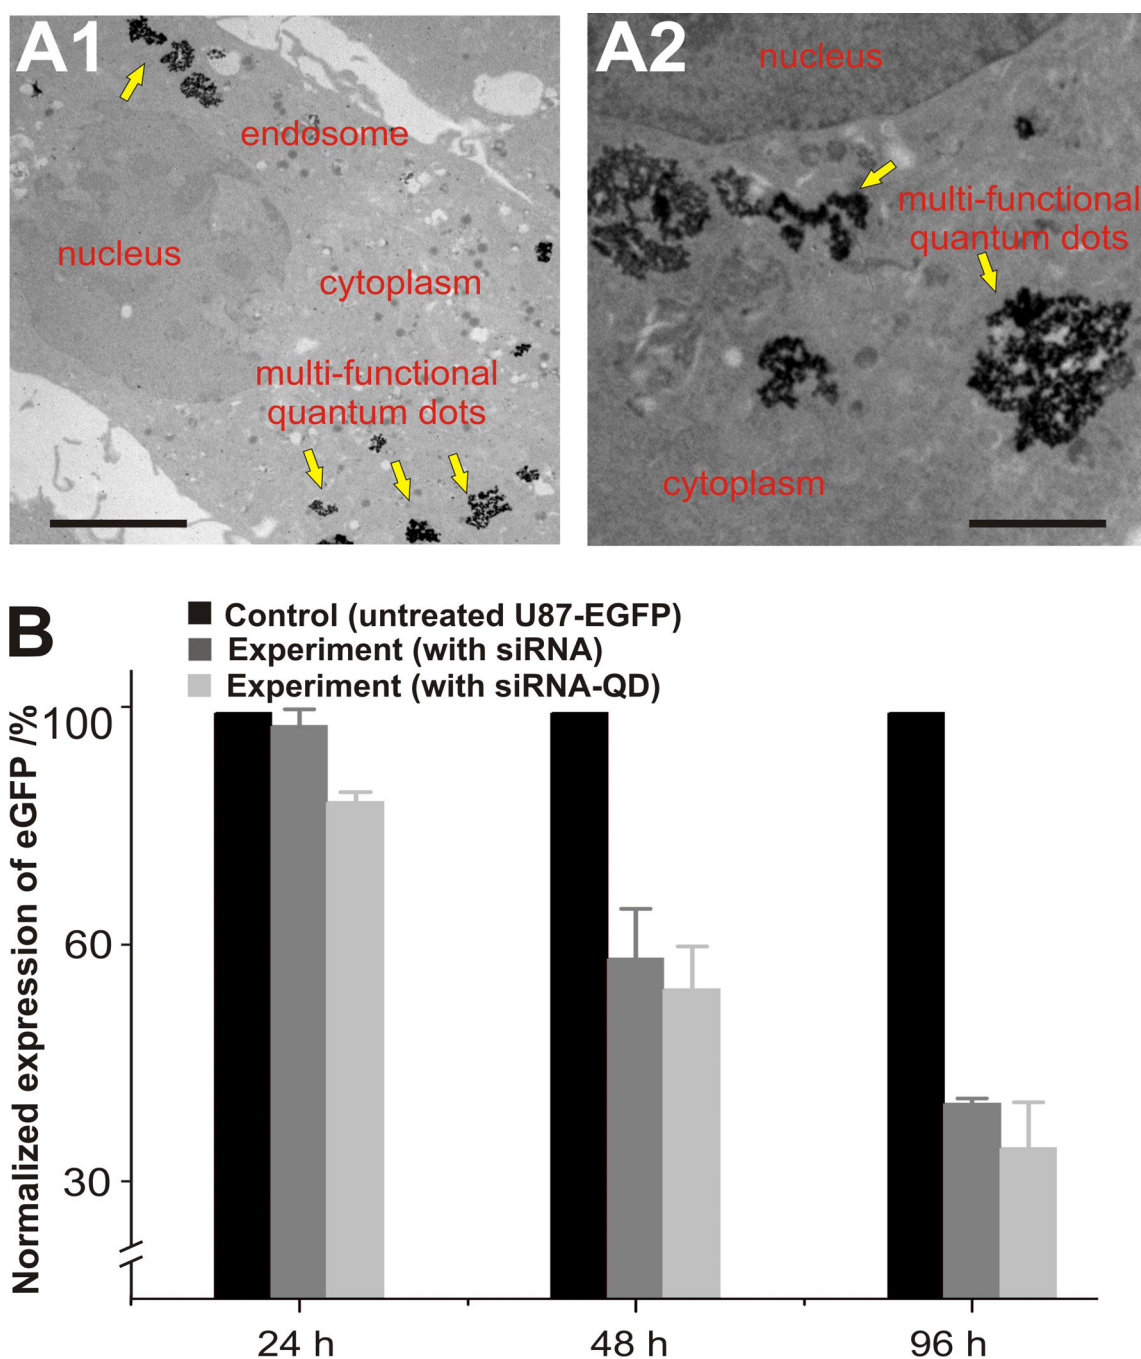 A1
endosome
nucleus
cytoplasm
multi-functional
quantum dots
A2
nucleus
multi-functional
quantum dots
cytoplasm
B
Control (untreated U87-EGFP)
Experiment (with siRNA)
Experiment (with siRNA-QD)
Normalized expression of eGFP /%
100
60
30
24 h
48 h
96 h